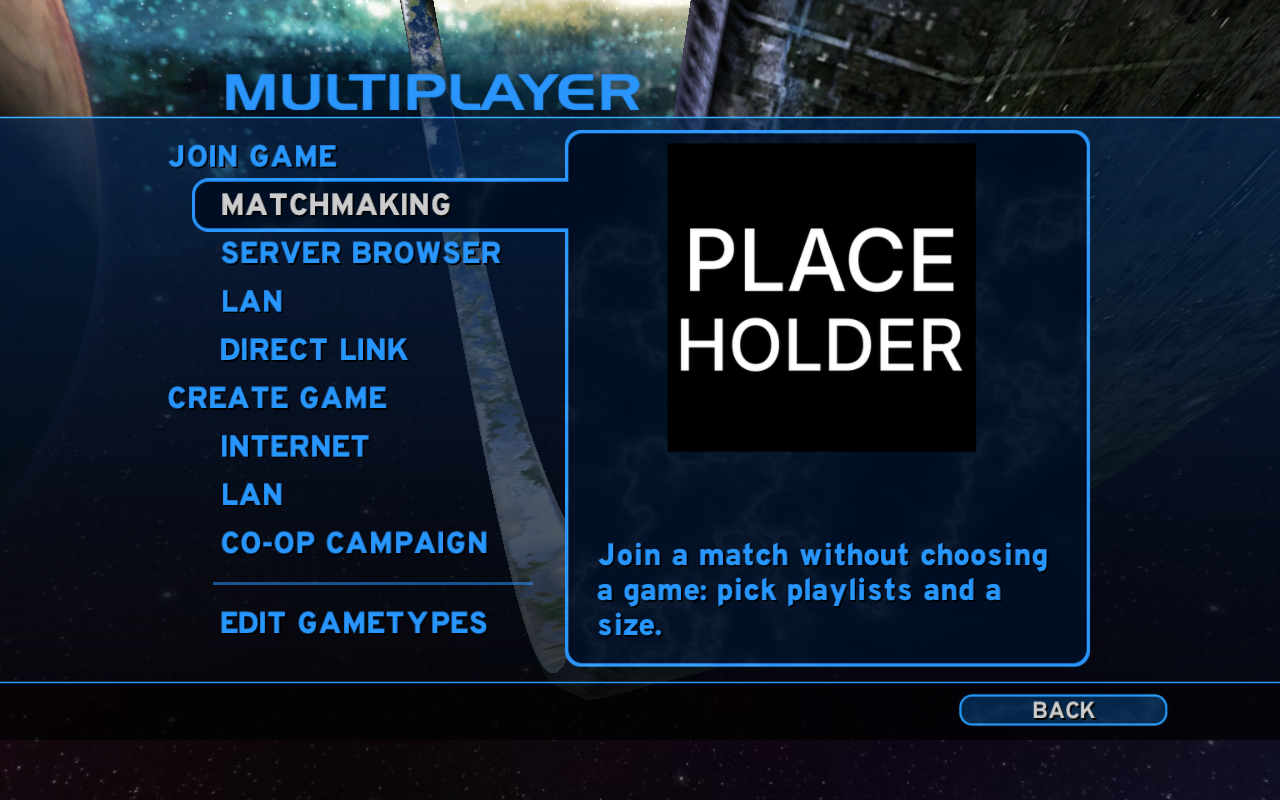 MULTIPLAYER
JOIN GAME
MATCHMAKING
SERVER BROWSER
LAN
DIRECT LINK
CREATE GAME
INTERNET
LAN
CO-OP CAMPAIGN
EDIT GAMETYPES
PLACE
HOLDER
Join a match without choosing
a game: pick playlists and a
size.
BACK